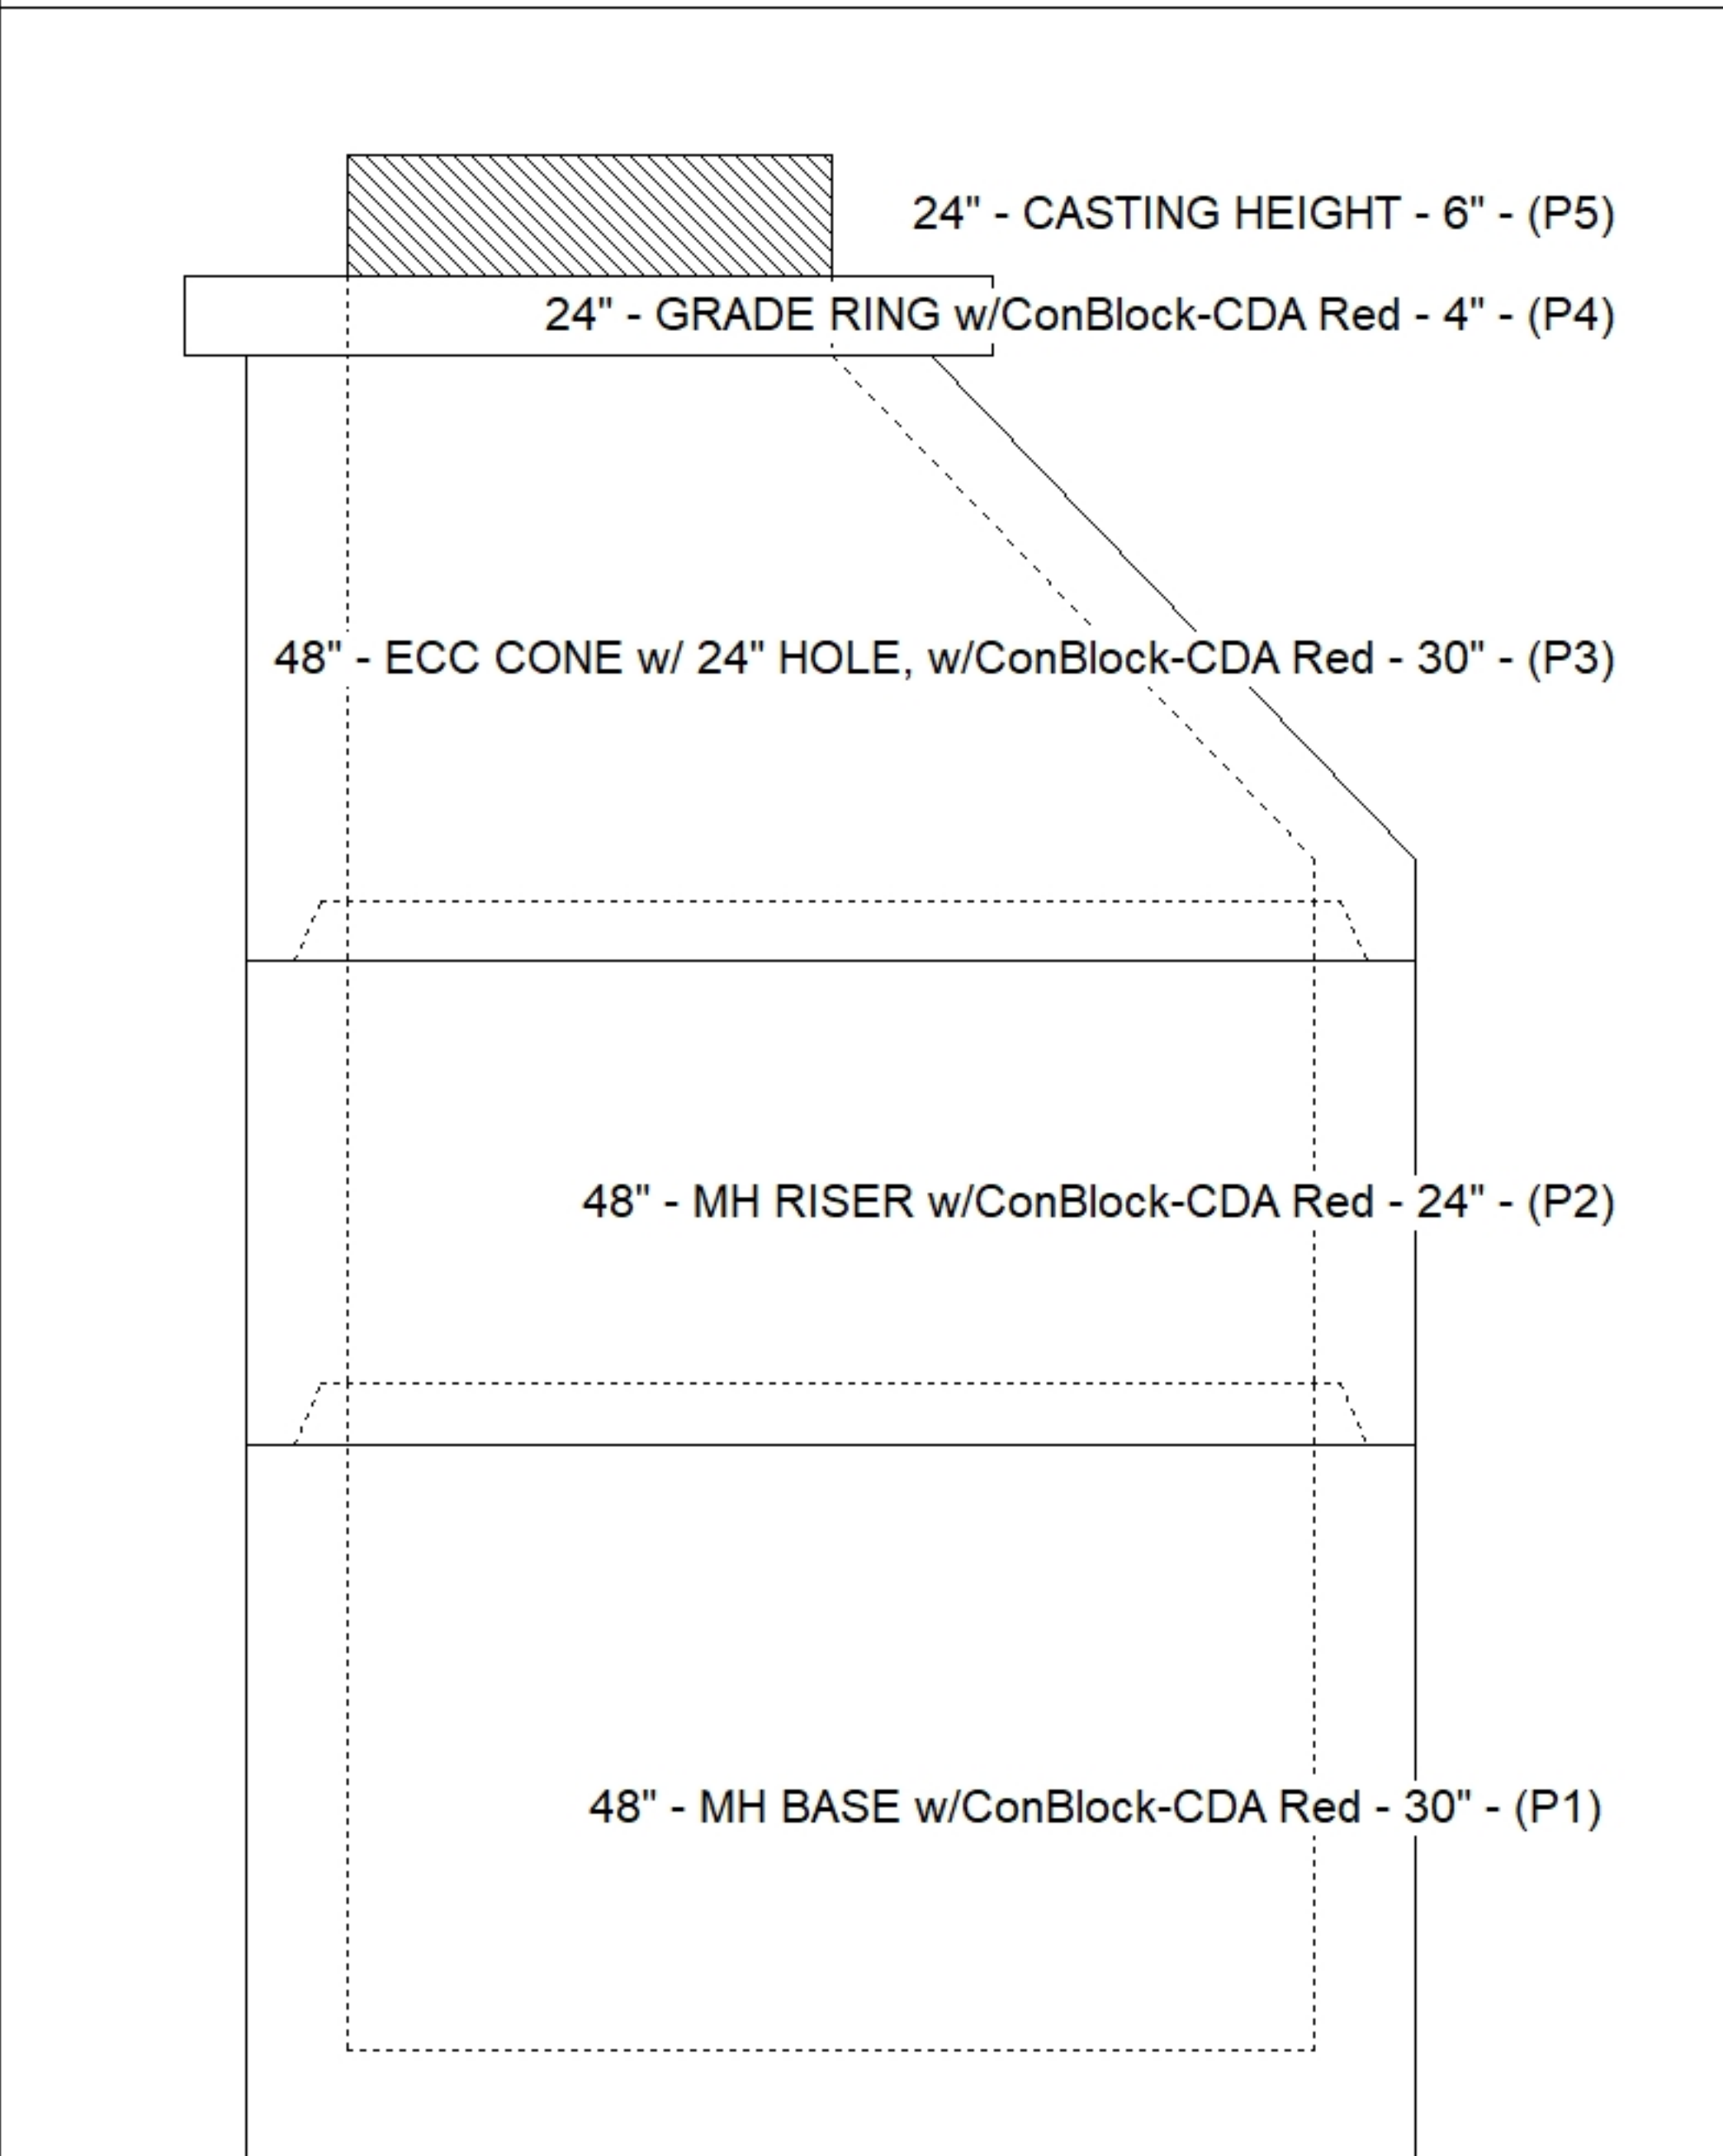 24" - CASTING HEIGHT - 6" - (P5)
24" - GRADE RING w/ConBlock-CDA Red - 4" - (P4)
48" - ECC CONE w/ 24" HOLE, w/ConBlock-CDA Red - 30" - (P3)
48" - MH RISER w/ConBlock-CDA Red - 24" - (P2)
48" - MH BASE w/ConBlock-CDA Red - 30" - (P1)